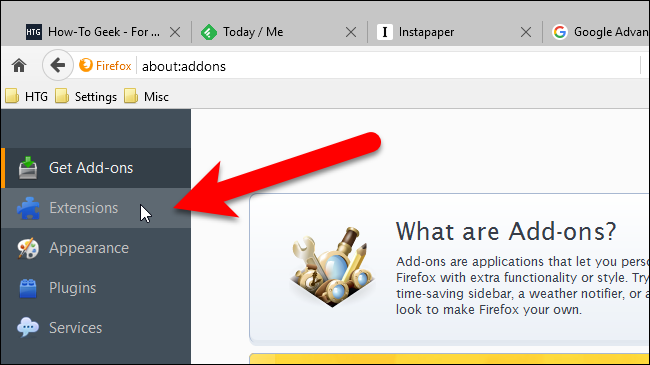 HTG How-To Geek - For ...
Today / Me
Instapaper
Google Advan
Firefox
about:addons
HTG
Settings
Misc
Get Add-ons
Extensions
Appearance
Plugins
Services
What are Add-ons?
Add-ons are applications that let you pers
Firefox with extra functionality or style. Try
time-saving sidebar, a weather notifier, or a
look to make Firefox your own.